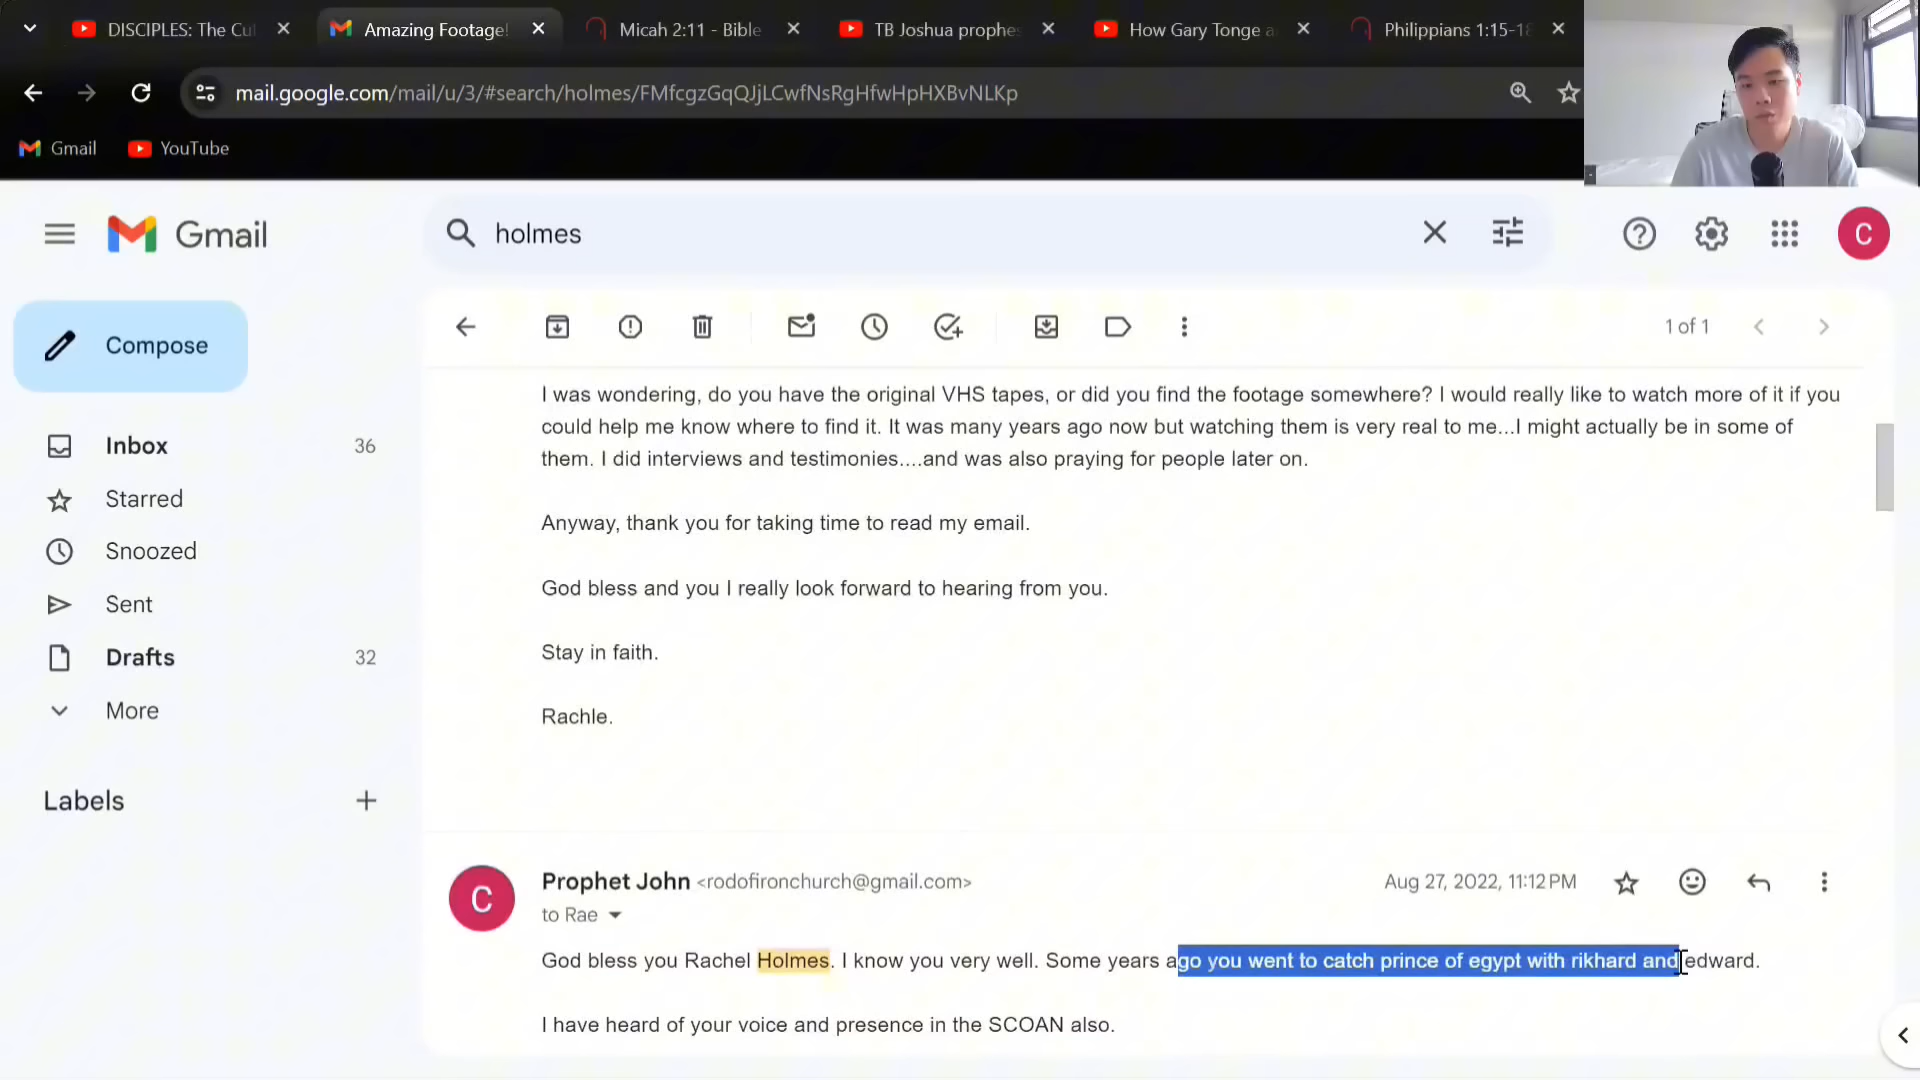 DISCIPLES: The Cul
Amazing Footage!
Micah 2:11 - Bible
TB Joshua prophe
How Gary Tonge a
Philippians 1:15-18
mail.google.com/mail/u/3/#search/holmes/FMfcgzGqQJjLCwfNsRgHfwHpHXBvNLKp
Gmail
YouTube
Gmail
holmes
C
Compose
1 of 1
Inbox 36
Starred
Snoozed
Sent
Drafts 32
More
Labels
I was wondering, do you have the original VHS tapes, or did you find the footage somewhere? I would really like to watch more of it if you
could help me know where to find it. It was many years ago now but watching them is very real to me...I might actually be in some of
them. I did interviews and testimonies....and was also praying for people later on.
Anyway, thank you for taking time to read my email.
God bless and you I really look forward to hearing from you.
Stay in faith.
Rachle.
C
Prophet John <rodofironchurch@gmail.com>
Aug 27, 2022, 11:12 PM
to Rae
God bless you Rachel Holmes. I know you very well. Some years ago you went to catch prince of egypt with rikhard and edward.
I have heard of your voice and presence in the SCOAN also.